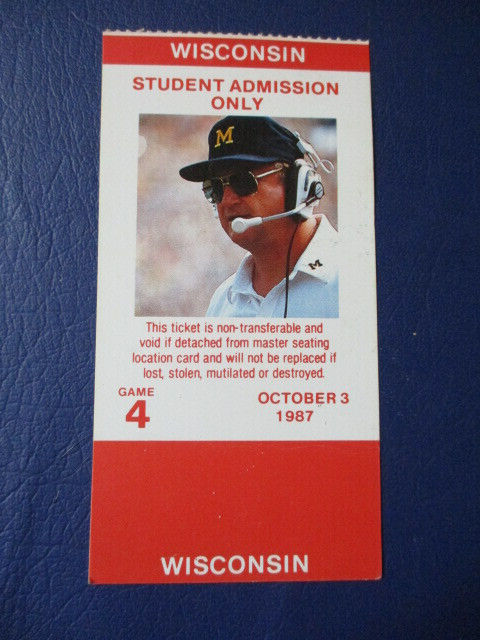 WISCONSIN
STUDENT ADMISSION
ONLY
M
M
This ticket is non-transferable and
void if detached from master seating
location card and will not be replaced if
lost, stolen, mutilated or destroyed.
GAME
4
OCTOBER 3
1987
WISCONSIN